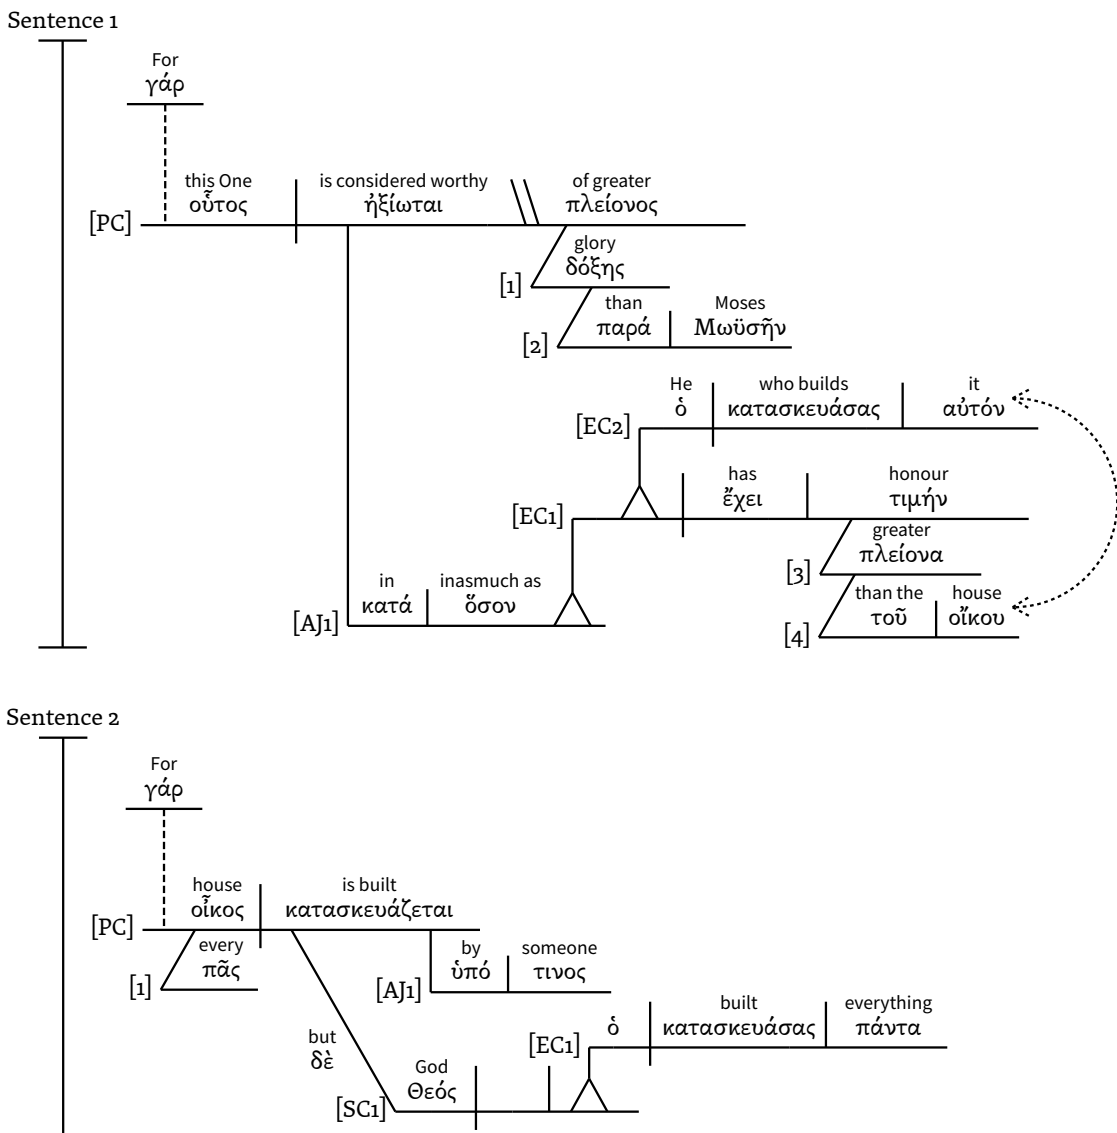 Sentence 1
For
γάρ
this One is considered worthy of greater
[PC] οὗτος ἠξίωται πλείονος
glory
[1] δόξης
than Moses
[2] παρά Μωϋσῆν
He who builds it
[EC2] ὁ κατασκευάσας αὐτόν
has honour
[EC1] ἔχει τιμήν
greater
[3] πλείονα
in inasmuch as
[AJ1] κατά ὅσον
than the house
[4] τοῦ οἴκου
Sentence 2
For
γάρ
house is built
[PC] οἶκος κατασκευάζεται
every
[1] πᾶς
by someone
[AJ1] ὑπό τινος
built everything
[EC1] ὁ κατασκευάσας πάντα
but
δὲ
God
[SC1] Θεός